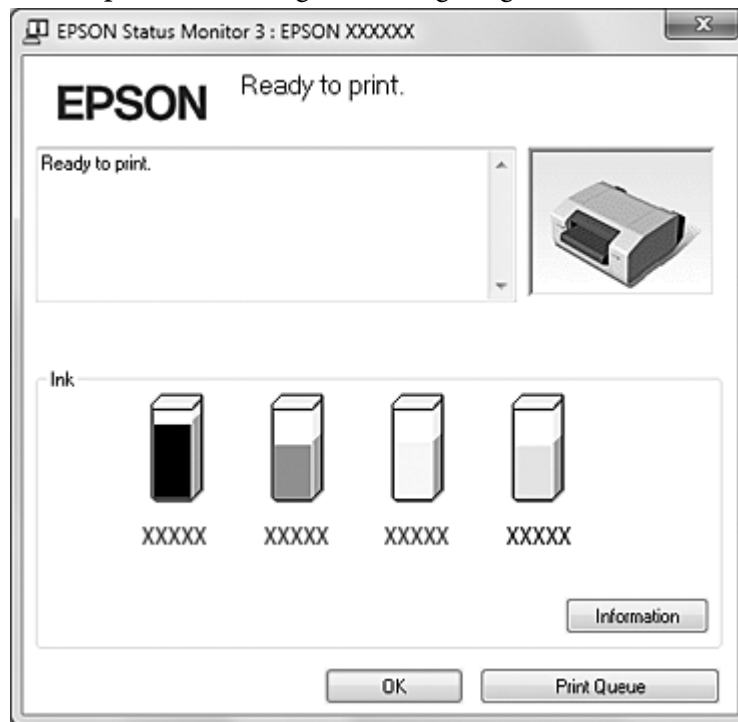 EPSON Status Monitor 3 : EPSON XXXXXX
EPSON
Ready to print.
Ready to print.
Ink
XXXXX XXXXX XXXXX XXXXX
Information
OK Print Queue